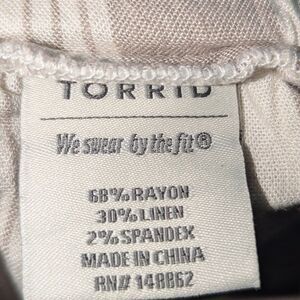 TORRID
We swear by the fit®
68% RAYON
30% LINEN
2% SPANDEX
MADE IN CHINA
RN# 148862